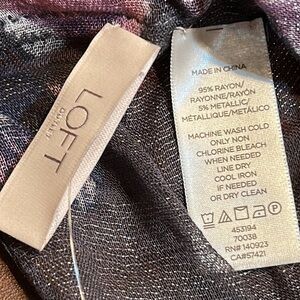 LOFT
OUTLET
MADE IN CHINA
95% RAYON/
RAYONNE/RAYÓN
5% METALLIC/
MÉTALLIQUE/METÁLICO
MACHINE WASH COLD
ONLY NON
CHLORINE BLEACH
WHEN NEEDED
LINE DRY
COOL IRON
IF NEEDED
OR DRY CLEAN
453194
70038
RN# 140923
CA#57421